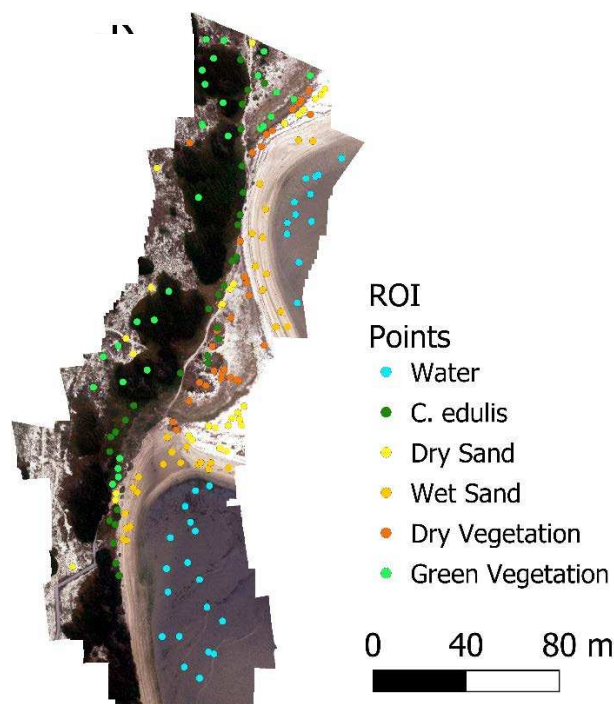 ROI
Points
Water
C. edulis
Dry Sand
Wet Sand
Dry Vegetation
Green Vegetation
0 40 80 m